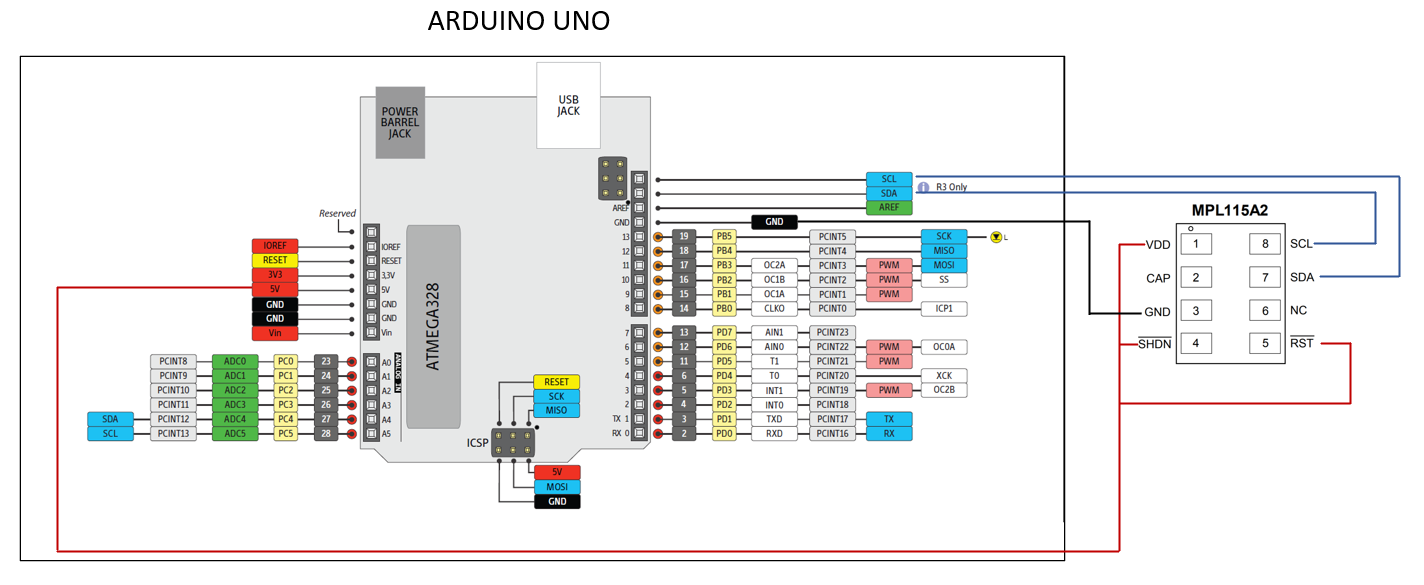 ARDUINO UNO
POWER
BARREL
JACK
USB
JACK
SCL
SDA
R3 Only
AREF
AREF
GND
GND
Reserved
IOREF
IOREF
RESET
RESET
3V3
3,3V
5V
5V
GND
GND
GND
GND
Vin
Vin
ATMEGA328
13 19 PB5 PCINT5 SCK L
12 18 PB4 PCINT4 MISO
11 17 PB3 OC2A PCINT3 PWM MOSI
10 16 PB2 OC1B PCINT2 PWM SS
9 15 PB1 OC1A PCINT1 PWM
8 14 PB0 CLKO PCINT0 ICP1
7 13 PD7 AIN1 PCINT23
6 12 PD6 AIN0 PCINT22 PWM OC0A
5 11 PD5 T1 PCINT21 PWM
4 6 PD4 T0 PCINT20 XCK
3 5 PD3 INT1 PCINT19 PWM OC2B
2 4 PD2 INT0 PCINT18
TX 1 3 PD1 TXD PCINT17 TX
RX 0 2 PD0 RXD PCINT16 RX
PCINT8 ADC0 PC0 23 A0
PCINT9 ADC1 PC1 24 A1
PCINT10 ADC2 PC2 25 A2
PCINT11 ADC3 PC3 26 A3
SDA PCINT12 ADC4 PC4 27 A4
SCL PCINT13 ADC5 PC5 28 A5
ANALOG IN
RESET
SCK
MISO
ICSP
5V
MOSI
GND
MPL115A2
VDD 1 8 SCL
CAP 2 7 SDA
GND 3 6 NC
SHDN 4 5 RST